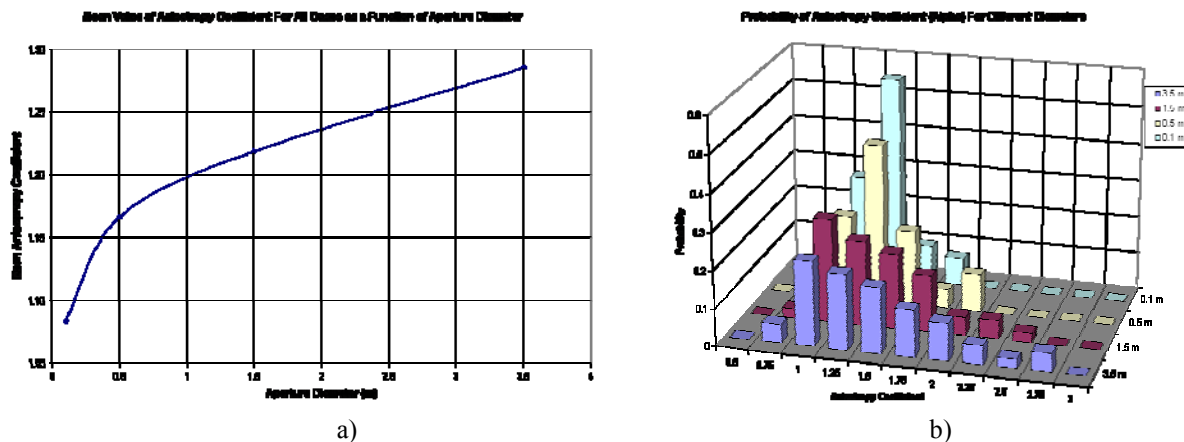 Mean Value of Anisotropy Coefficient For All Cases as a Function of Aperture Diameter
1.30
1.25
1.20
1.15
1.10
1.05
Mean Anisotropy Coefficient
0 0.5 1 1.5 2 2.5 3 3.5 4
Aperture Diameter (m)
a)
Probability of Anisotropy Coefficient (Alpha) For Different Diameters
3.5 m
1.5 m
0.5 m
0.1 m
0.6
0.5
0.4
0.3
0.2
0.1
0
Probability
0.5 0.75 1 1.25 1.5 1.75 2 2.25 2.5 2.75 3
Anisotropy Coefficient
0.1 m
0.5 m
1.5 m
3.5 m
b)